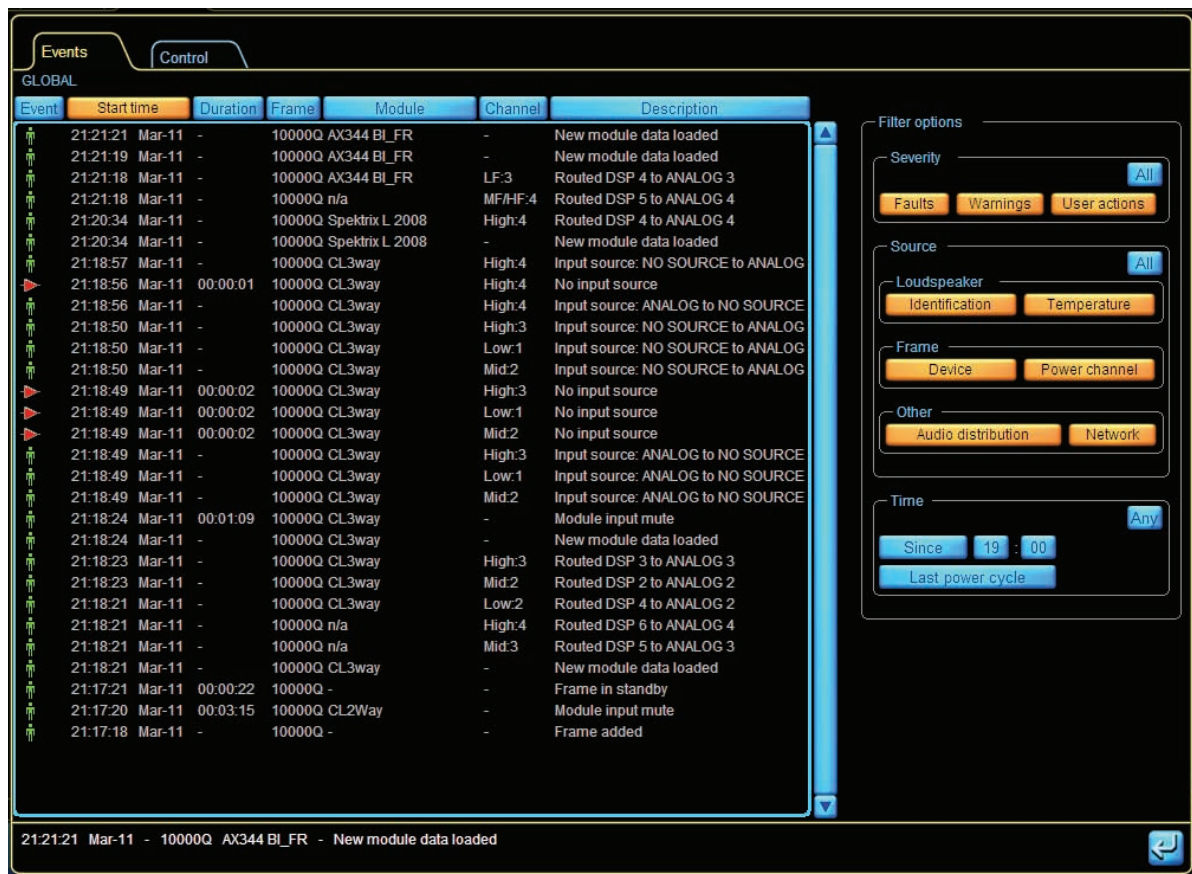 Events
Control
GLOBAL
Event Start time Duration Frame Module Channel Description
21:21:21 Mar-11 - 10000Q AX344 BI_FR - New module data loaded
21:21:19 Mar-11 - 10000Q AX344 BI_FR - New module data loaded
21:21:18 Mar-11 - 10000Q AX344 BI_FR LF:3 Routed DSP 4 to ANALOG 3
21:21:18 Mar-11 - 10000Q n/a MF/HF:4 Routed DSP 5 to ANALOG 4
21:20:34 Mar-11 - 10000Q Spektrix L 2008 High:4 Routed DSP 4 to ANALOG 4
21:20:34 Mar-11 - 10000Q Spektrix L 2008 - New module data loaded
21:18:57 Mar-11 - 10000Q CL3way High:4 Input source: NO SOURCE to ANALOG
21:18:56 Mar-11 00:00:01 10000Q CL3way High:4 No input source
21:18:56 Mar-11 - 10000Q CL3way High:4 Input source: ANALOG to NO SOURCE
21:18:50 Mar-11 - 10000Q CL3way High:3 Input source: NO SOURCE to ANALOG
21:18:50 Mar-11 - 10000Q CL3way Low:1 Input source: NO SOURCE to ANALOG
21:18:50 Mar-11 - 10000Q CL3way Mid:2 Input source: NO SOURCE to ANALOG
21:18:49 Mar-11 00:00:02 10000Q CL3way High:3 No input source
21:18:49 Mar-11 00:00:02 10000Q CL3way Low:1 No input source
21:18:49 Mar-11 00:00:02 10000Q CL3way Mid:2 No input source
21:18:49 Mar-11 - 10000Q CL3way High:3 Input source: ANALOG to NO SOURCE
21:18:49 Mar-11 - 10000Q CL3way Low:1 Input source: ANALOG to NO SOURCE
21:18:49 Mar-11 - 10000Q CL3way Mid:2 Input source: ANALOG to NO SOURCE
21:18:24 Mar-11 00:01:09 10000Q CL3way - Module input mute
21:18:24 Mar-11 - 10000Q CL3way - New module data loaded
21:18:23 Mar-11 - 10000Q CL3way High:3 Routed DSP 3 to ANALOG 3
21:18:23 Mar-11 - 10000Q CL3way Mid:2 Routed DSP 2 to ANALOG 2
21:18:21 Mar-11 - 10000Q CL3way Low:2 Routed DSP 4 to ANALOG 2
21:18:21 Mar-11 - 10000Q n/a High:4 Routed DSP 6 to ANALOG 4
21:18:21 Mar-11 - 10000Q n/a Mid:3 Routed DSP 5 to ANALOG 3
21:18:21 Mar-11 - 10000Q CL3way - New module data loaded
21:17:21 Mar-11 00:00:22 10000Q - - Frame in standby
21:17:20 Mar-11 00:03:15 10000Q CL2Way - Module input mute
21:17:18 Mar-11 - 10000Q - - Frame added
Filter options
Severity
All
Faults Warnings User actions
Source
All
Loudspeaker
Identification Temperature
Frame
Device Power channel
Other
Audio distribution Network
Time
Any
Since 19 : 00
Last power cycle
21:21:21 Mar-11 - 10000Q AX344 BI_FR - New module data loaded